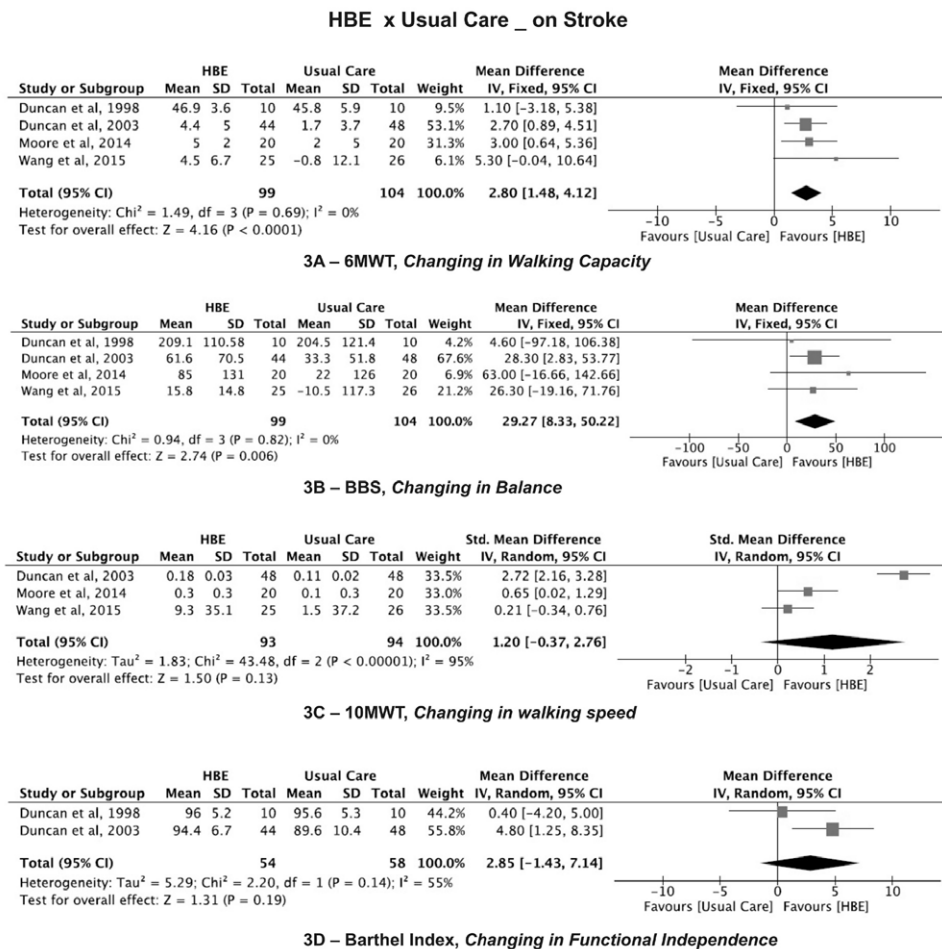 HBE x Usual Care _ on Stroke
HBE Usual Care Mean Difference Mean Difference
Study or Subgroup Mean SD Total Mean SD Total Weight IV, Fixed, 95% CI IV, Fixed, 95% CI
Duncan et al, 1998 46.9 3.6 10 45.8 5.9 10 9.5% 1.10 [-3.18, 5.38]
Duncan et al, 2003 4.4 5 44 1.7 3.7 48 53.1% 2.70 [0.89, 4.51]
Moore et al, 2014 5 2 20 2 5 20 31.3% 3.00 [0.64, 5.36]
Wang et al, 2015 4.5 6.7 25 -0.8 12.1 26 6.1% 5.30 [-0.04, 10.64]
Total (95% CI) 99 104 100.0% 2.80 [1.48, 4.12]
Heterogeneity: Chi² = 1.49, df = 3 (P = 0.69); I² = 0%
Test for overall effect: Z = 4.16 (P < 0.0001)
-10 -5 0 5 10
Favours [Usual Care] Favours [HBE]
3A – 6MWT, Changing in Walking Capacity
HBE Usual Care Mean Difference Mean Difference
Study or Subgroup Mean SD Total Mean SD Total Weight IV, Fixed, 95% CI IV, Fixed, 95% CI
Duncan et al, 1998 209.1 110.58 10 204.5 121.4 10 4.2% 4.60 [-97.18, 106.38]
Duncan et al, 2003 61.6 70.5 44 33.3 51.8 48 67.6% 28.30 [2.83, 53.77]
Moore et al, 2014 85 131 20 22 126 20 6.9% 63.00 [-16.66, 142.66]
Wang et al, 2015 15.8 14.8 25 -10.5 117.3 26 21.2% 26.30 [-19.16, 71.76]
Total (95% CI) 99 104 100.0% 29.27 [8.33, 50.22]
Heterogeneity: Chi² = 0.94, df = 3 (P = 0.82); I² = 0%
Test for overall effect: Z = 2.74 (P = 0.006)
-100 -50 0 50 100
Favours [Usual Care] Favours [HBE]
3B – BBS, Changing in Balance
HBE Usual Care Std. Mean Difference Std. Mean Difference
Study or Subgroup Mean SD Total Mean SD Total Weight IV, Random, 95% CI IV, Random, 95% CI
Duncan et al, 2003 0.18 0.03 48 0.11 0.02 48 33.5% 2.72 [2.16, 3.28]
Moore et al, 2014 0.3 0.3 20 0.1 0.3 20 33.0% 0.65 [0.02, 1.29]
Wang et al, 2015 9.3 35.1 25 1.5 37.2 26 33.5% 0.21 [-0.34, 0.76]
Total (95% CI) 93 94 100.0% 1.20 [-0.37, 2.76]
Heterogeneity: Tau² = 1.83; Chi² = 43.48, df = 2 (P < 0.00001); I² = 95%
Test for overall effect: Z = 1.50 (P = 0.13)
-2 -1 0 1 2
Favours [Usual Care] Favours [HBE]
3C – 10MWT, Changing in walking speed
HBE Usual Care Mean Difference Mean Difference
Study or Subgroup Mean SD Total Mean SD Total Weight IV, Random, 95% CI IV, Random, 95% CI
Duncan et al, 1998 96 5.2 10 95.6 5.3 10 44.2% 0.40 [-4.20, 5.00]
Duncan et al, 2003 94.4 6.7 44 89.6 10.4 48 55.8% 4.80 [1.25, 8.35]
Total (95% CI) 54 58 100.0% 2.85 [-1.43, 7.14]
Heterogeneity: Tau² = 5.29; Chi² = 2.20, df = 1 (P = 0.14); I² = 55%
Test for overall effect: Z = 1.31 (P = 0.19)
-10 -5 0 5 10
Favours [Usual Care] Favours [HBE]
3D – Barthel Index, Changing in Functional Independence